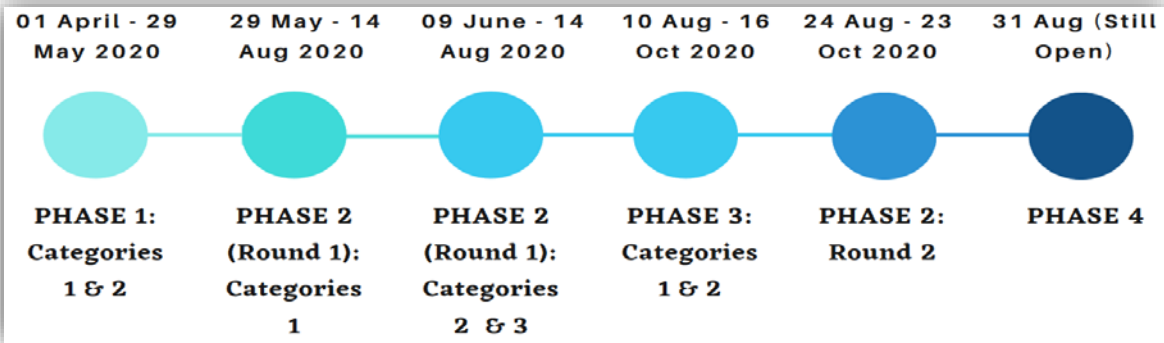 01 April - 29
May 2020
29 May - 14
Aug 2020
09 June - 14
Aug 2020
10 Aug - 16
Oct 2020
24 Aug - 23
Oct 2020
31 Aug (Still
Open)
PHASE 1:
Categories
1 & 2
PHASE 2
(Round 1):
Categories
1
PHASE 2
(Round 1):
Categories
2 & 3
PHASE 3:
Categories
1 & 2
PHASE 2:
Round 2
PHASE 4